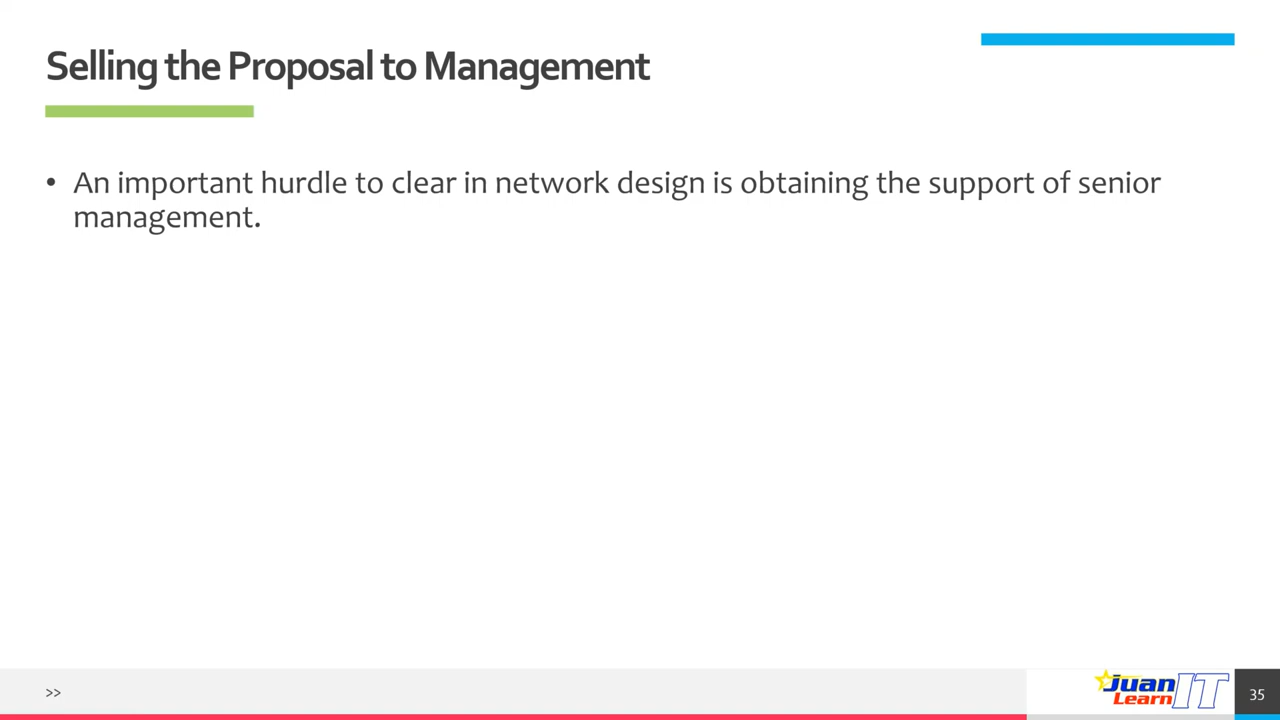 Selling the Proposal to Management
• An important hurdle to clear in network design is obtaining the support of senior
management.
>>
Juan
Learn
IT
35